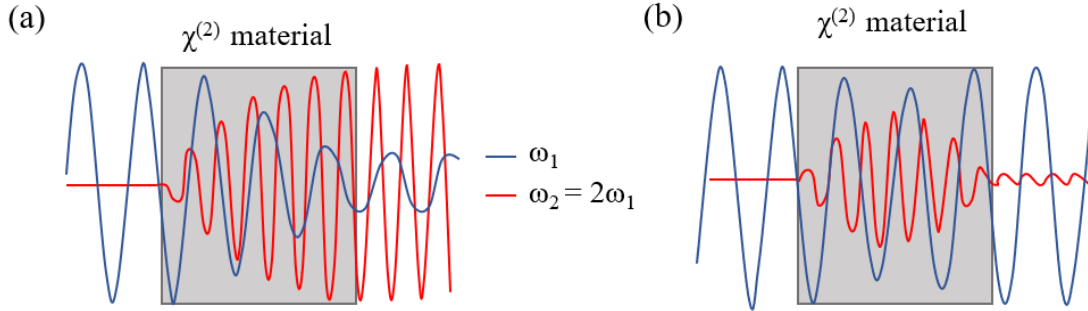 (a)
χ⁽²⁾ material
ω₁
ω₂ = 2ω₁
(b)
χ⁽²⁾ material